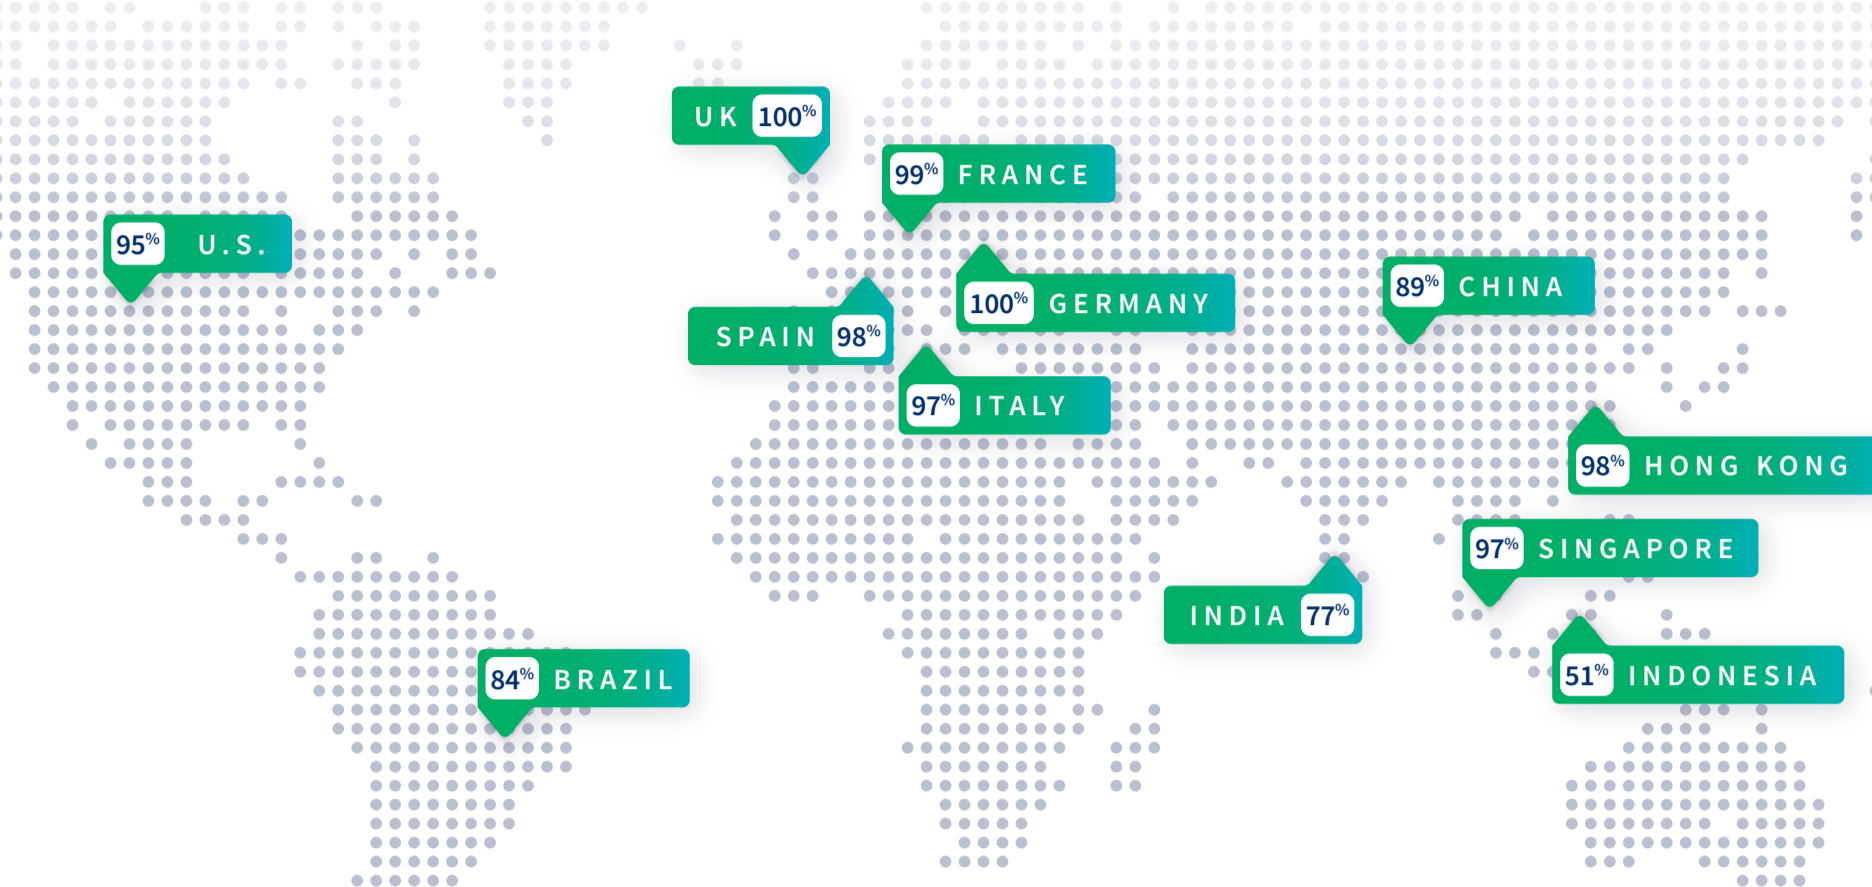 UK 100%
99% FRANCE
95% U.S.
100% GERMANY
89% CHINA
SPAIN 98%
97% ITALY
98% HONG KONG
97% SINGAPORE
INDIA 77%
84% BRAZIL
51% INDONESIA